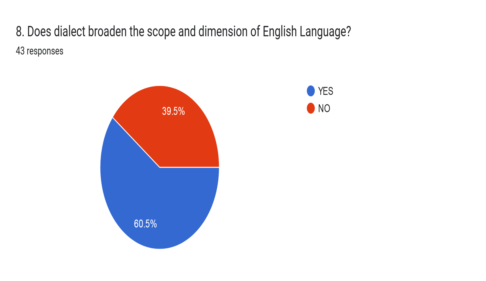 8. Does dialect broaden the scope and dimension of English Language?
43 responses
YES
NO
39.5%
60.5%